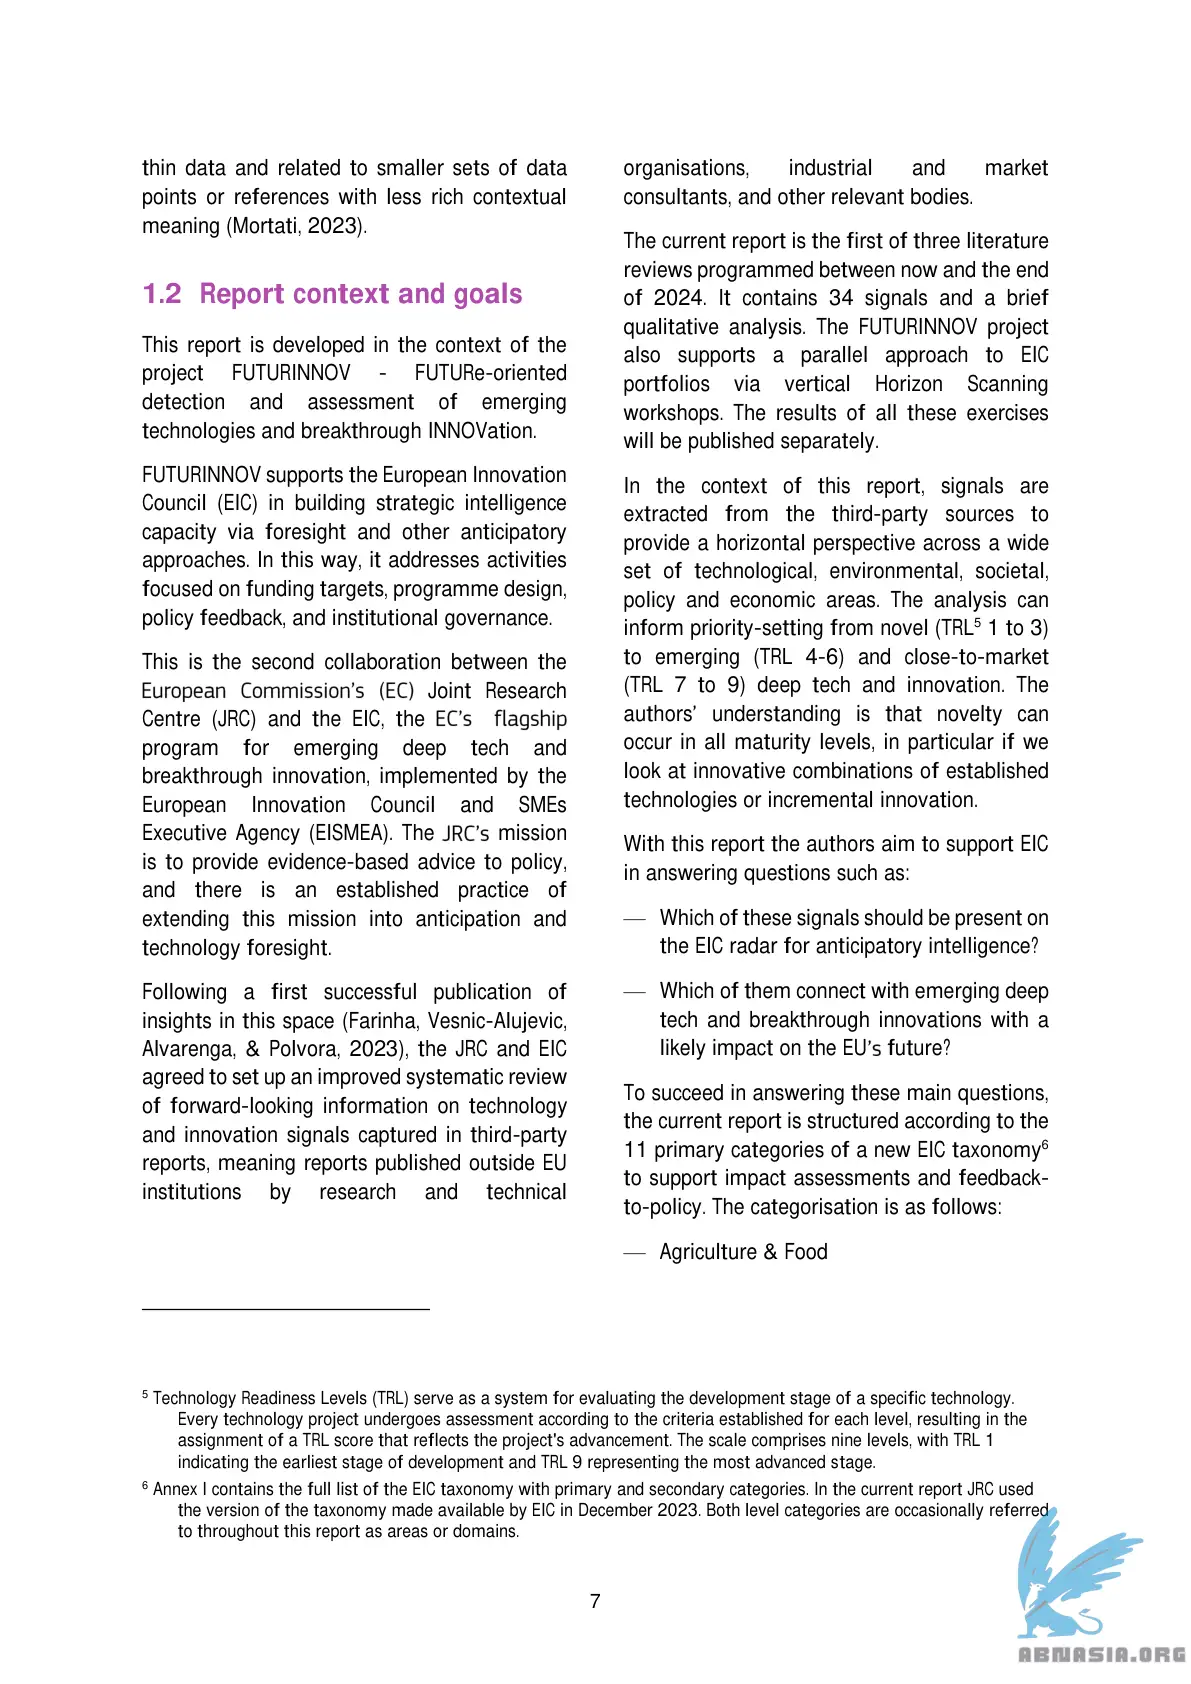 thin data and related to smaller sets of data
points or references with less rich contextual
meaning (Mortati, 2023).
1.2 Report context and goals
This report is developed in the context of the
project FUTURINNOV - FUTURe-oriented
detection and assessment of emerging
technologies and breakthrough INNOVation.
FUTURINNOV supports the European Innovation
Council (EIC) in building strategic intelligence
capacity via foresight and other anticipatory
approaches. In this way, it addresses activities
focused on funding targets, programme design,
policy feedback, and institutional governance.
This is the second collaboration between the
European Commission's (EC) Joint Research
Centre (JRC) and the EIC, the EC's flagship
program for emerging deep tech and
breakthrough innovation, implemented by the
European Innovation Council and SMEs
Executive Agency (EISMEA). The JRC's mission
is to provide evidence-based advice to policy,
and there is an established practice of
extending this mission into anticipation and
technology foresight.
Following a first successful publication of
insights in this space (Farinha, Vesnic-Alujevic,
Alvarenga, & Polvora, 2023), the JRC and EIC
agreed to set up an improved systematic review
of forward-looking information on technology
and innovation signals captured in third-party
reports, meaning reports published outside EU
institutions by research and technical
organisations, industrial and market
consultants, and other relevant bodies.
The current report is the first of three literature
reviews programmed between now and the end
of 2024. It contains 34 signals and a brief
qualitative analysis. The FUTURINNOV project
also supports a parallel approach to EIC
portfolios via vertical Horizon Scanning
workshops. The results of all these exercises
will be published separately.
In the context of this report, signals are
extracted from the third-party sources to
provide a horizontal perspective across a wide
set of technological, environmental, societal,
policy and economic areas. The analysis can
inform priority-setting from novel (TRL⁵ 1 to 3)
to emerging (TRL 4-6) and close-to-market
(TRL 7 to 9) deep tech and innovation. The
authors' understanding is that novelty can
occur in all maturity levels, in particular if we
look at innovative combinations of established
technologies or incremental innovation.
With this report the authors aim to support EIC
in answering questions such as:
— Which of these signals should be present on
the EIC radar for anticipatory intelligence?
— Which of them connect with emerging deep
tech and breakthrough innovations with a
likely impact on the EU's future?
To succeed in answering these main questions,
the current report is structured according to the
11 primary categories of a new EIC taxonomy⁶
to support impact assessments and feedback-
to-policy. The categorisation is as follows:
— Agriculture & Food
⁵ Technology Readiness Levels (TRL) serve as a system for evaluating the development stage of a specific technology.
Every technology project undergoes assessment according to the criteria established for each level, resulting in the
assignment of a TRL score that reflects the project's advancement. The scale comprises nine levels, with TRL 1
indicating the earliest stage of development and TRL 9 representing the most advanced stage.
⁶ Annex I contains the full list of the EIC taxonomy with primary and secondary categories. In the current report JRC used
the version of the taxonomy made available by EIC in December 2023. Both level categories are occasionally referred
to throughout this report as areas or domains.
7
ABNASIA.ORG